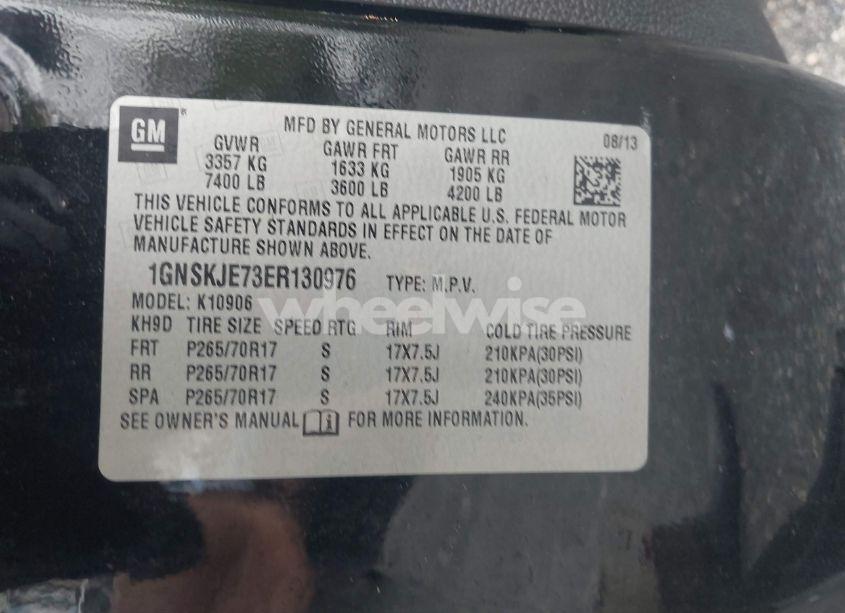 GM
MFD BY GENERAL MOTORS LLC
08/13
GVWR GAWR FRT GAWR RR
3357 KG 1633 KG 1905 KG
7400 LB 3600 LB 4200 LB
THIS VEHICLE CONFORMS TO ALL APPLICABLE U.S. FEDERAL MOTOR
VEHICLE SAFETY STANDARDS IN EFFECT ON THE DATE OF
MANUFACTURE SHOWN ABOVE.
1GNSKJE73ER130976 TYPE: M.P.V.
MODEL: K10906
wheelwise
KH9D TIRE SIZE SPEED RTG RIM COLD TIRE PRESSURE
FRT P265/70R17 S 17X7.5J 210KPA(30PSI)
RR P265/70R17 S 17X7.5J 210KPA(30PSI)
SPA P265/70R17 S 17X7.5J 240KPA(35PSI)
SEE OWNER'S MANUAL FOR MORE INFORMATION.